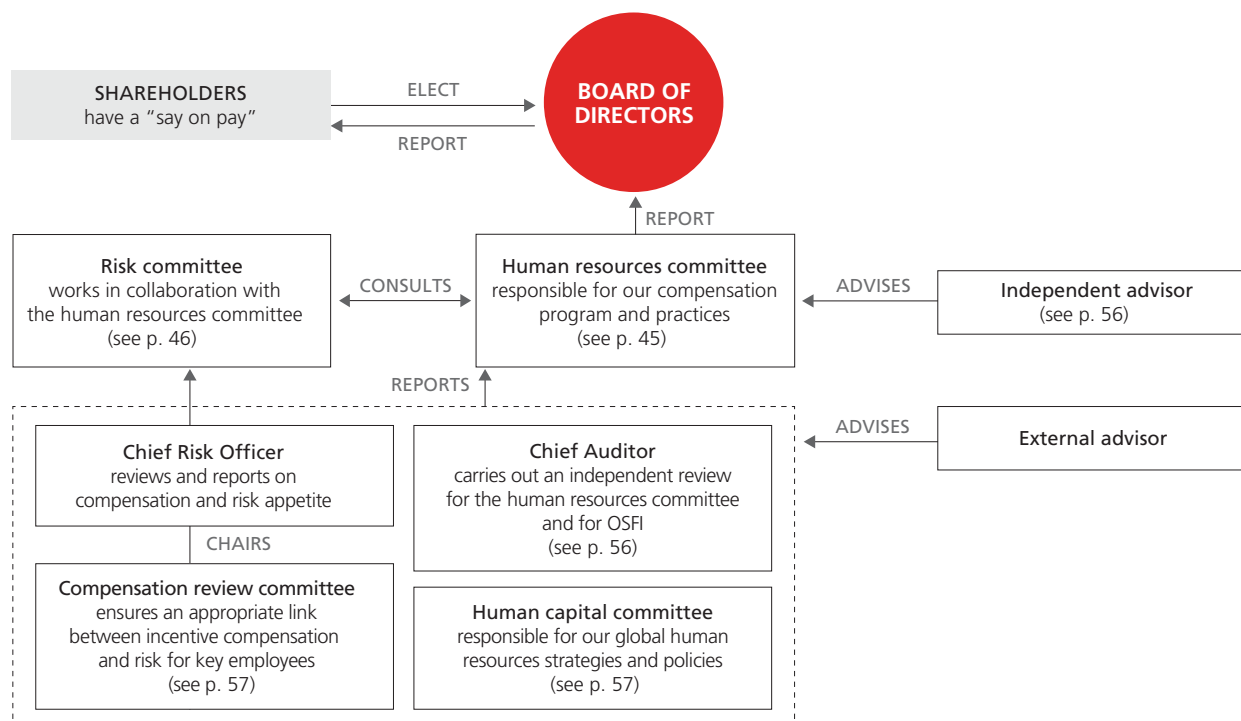 SHAREHOLDERS
have a “say on pay”
ELECT
REPORT
BOARD OF
DIRECTORS
REPORT
Risk committee
works in collaboration with
the human resources committee
(see p. 46)
CONSULTS
Human resources committee
responsible for our compensation
program and practices
(see p. 45)
ADVISES
Independent advisor
(see p. 56)
REPORTS
Chief Risk Officer
reviews and reports on
compensation and risk appetite
CHAIRS
Compensation review committee
ensures an appropriate link
between incentive compensation
and risk for key employees
(see p. 57)
Chief Auditor
carries out an independent review
for the human resources committee
and for OSFI
(see p. 56)
Human capital committee
responsible for our global human
resources strategies and policies
(see p. 57)
ADVISES
External advisor